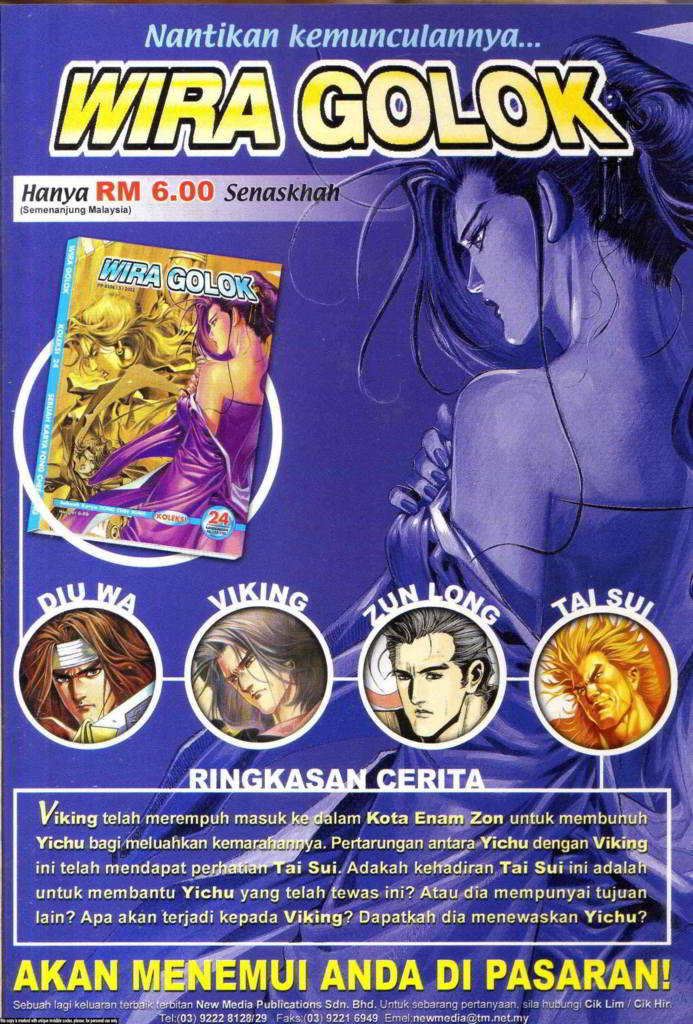 Nantikan kemunculannya...
WIRA GOLOK
Hanya RM 6.00 Senaskhah
(Semenanjung Malaysia)
WIRA GOLOK
WIRA GOLOK
KOLEKSI 24
KOLEKSI
24
DIU WA
VIKING
ZUN LONG
TAI SUI
RINGKASAN CERITA
Viking telah merempuh masuk ke dalam Kota Enam Zon untuk membunuh
Yichu bagi meluahkan kemarahannya. Pertarungan antara Yichu dengan Viking
ini telah mendapat perhatian Tai Sui. Adakah kehadiran Tai Sui ini adalah
untuk membantu Yichu yang telah tewas ini? Atau dia mempunyai tujuan
lain? Apa akan terjadi kepada Viking? Dapatkah dia menewaskan Yichu?
AKAN MENEMUI ANDA DI PASARAN!
Sebuah lagi keluaran terbaik terbitan New Media Publications Sdn. Bhd. Untuk sebarang pertanyaan, sila hubungi Cik Lim / Cik Hir.
Tel:(03) 9222 8128/29 Faks:(03) 9221 6949 Emel:newmedia@tm.net.my